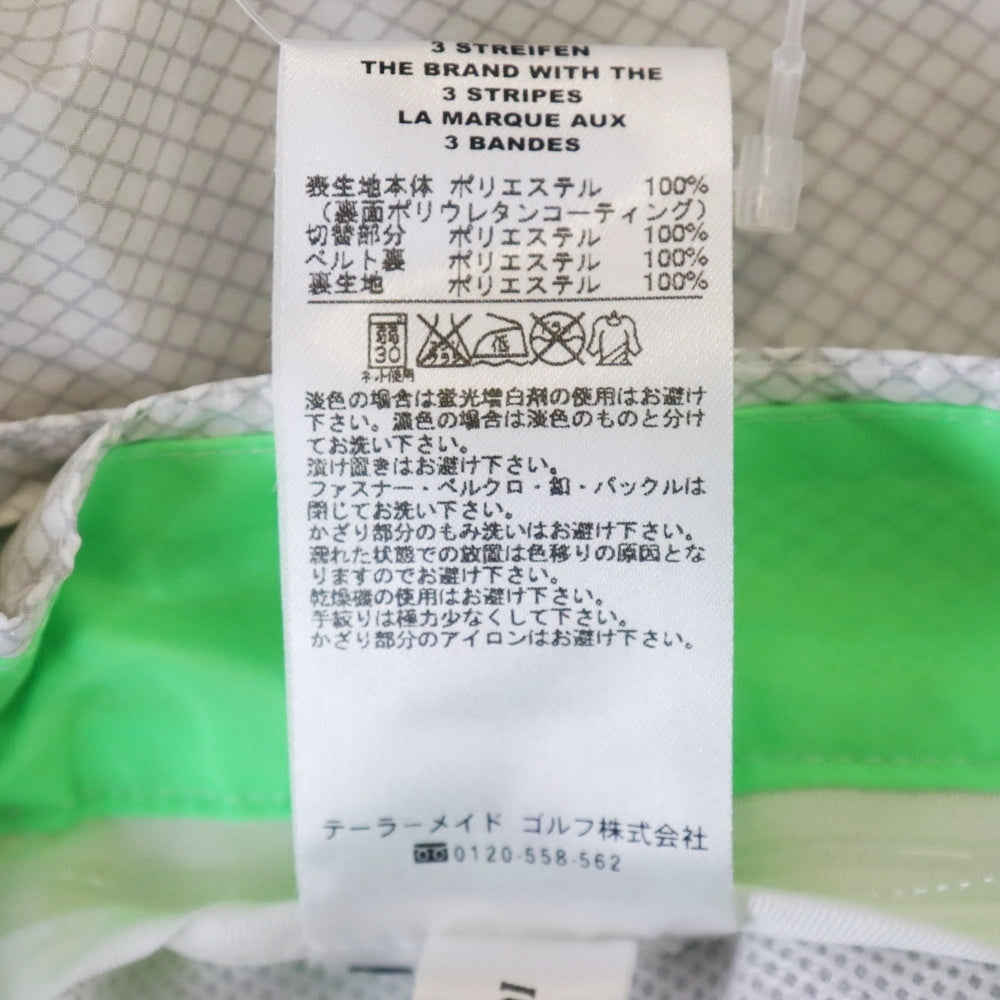 3 STREIFEN
THE BRAND WITH THE
3 STRIPES
LA MARQUE AUX
3 BANDES
表生地本体 ポリエステル 100%
(裏面ポリウレタンコーティング)
切替部分 ポリエステル 100%
ベルト裏 ポリエステル 100%
裏生地 ポリエステル 100%
弱
30
低
ネット使用
淡色の場合は蛍光増白剤の使用はお避け
下さい。濃色の場合は淡色のものと分け
てお洗い下さい。
漬け置きはお避け下さい。
ファスナー・ベルクロ・釦・バックルは
閉じてお洗い下さい。
かざり部分のもみ洗いはお避け下さい。
濡れた状態での放置は色移りの原因とな
りますのでお避け下さい。
乾燥機の使用はお避け下さい。
手絞りは極力少なくして下さい。
かざり部分のアイロンはお避け下さい。
テーラーメイド ゴルフ株式会社
0120-558-562